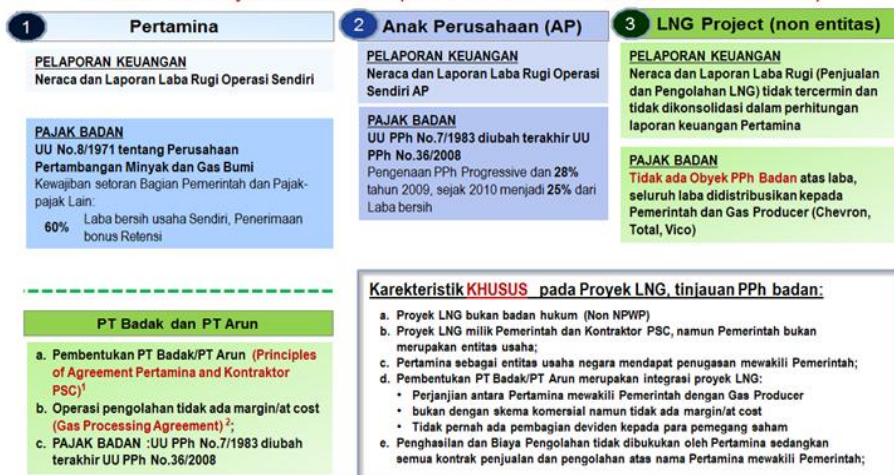 1
Pertamina
PELAPORAN KEUANGAN
Neraca dan Laporan Laba Rugi Operasi Sendiri
PAJAK BADAN
UU No.8/1971 tentang Perusahaan
Pertambangan Minyak dan Gas Bumi
Kewajiban setoran Bagian Pemerintah dan Pajak-
pajak Lain:
60% Laba bersih usaha Sendiri, Penerimaan
bonus Retensi
2
Anak Perusahaan (AP)
PELAPORAN KEUANGAN
Neraca dan Laporan Laba Rugi Operasi
Sendiri AP
PAJAK BADAN
UU PPh No.7/1983 diubah terakhir UU
PPh No.36/2008
Pengenaan PPh Progressive dan 28%
tahun 2009, sejak 2010 menjadi 25% dari
Laba bersih
3
LNG Project (non entitas)
PELAPORAN KEUANGAN
Neraca dan Laporan Laba Rugi (Penjualan
dan Pengolahan LNG) tidak tercermin dan
tidak dikonsolidasi dalam perhitungan
laporan keuangan Pertamina
PAJAK BADAN
Tidak ada Obyek PPh Badan atas laba,
seluruh laba didistribusikan kepada
Pemerintah dan Gas Producer (Chevron,
Total, Vico)
PT Badak dan PT Arun
a. Pembentukan PT Badak/PT Arun (Principles
of Agreement Pertamina and Kontraktor
PSC)¹
b. Operasi pengolahan tidak ada margin/at cost
(Gas Processing Agreement) ²;
c. PAJAK BADAN :UU PPh No.7/1983 diubah
terakhir UU PPh No.36/2008
Karekteristik KHUSUS pada Proyek LNG, tinjauan PPh badan:
a. Proyek LNG bukan badan hukum (Non NPWP)
b. Proyek LNG milik Pemerintah dan Kontraktor PSC, namun Pemerintah bukan
merupakan entitas usaha;
c. Pertamina sebagai entitas usaha negara mendapat penugasan mewakili Pemerintah;
d. Pembentukan PT Badak/PT Arun merupakan integrasi proyek LNG:
• Perjanjian antara Pertamina mewakili Pemerintah dengan Gas Producer
• bukan dengan skema komersial namun tidak ada margin/at cost
• Tidak pernah ada pembagian deviden kepada para pemegang saham
e. Penghasilan dan Biaya Pengolahan tidak dibukukan oleh Pertamina sedangkan
semua kontrak penjualan dan pengolahan atas nama Pertamina mewakili Pemerintah;